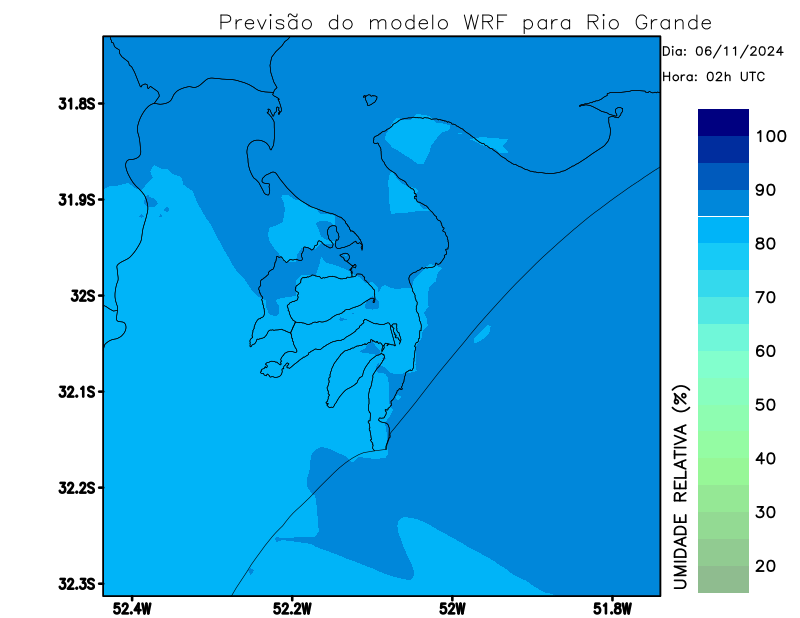 Previsão do modelo WRF para Rio Grande
Dia: 06/11/2024
Hora: 02h UTC
31.8S
31.9S
32S
32.1S
32.2S
32.3S
52.4W
52.2W
52W
51.8W
100
90
80
70
60
50
40
30
20
UMIDADE RELATIVA (%)